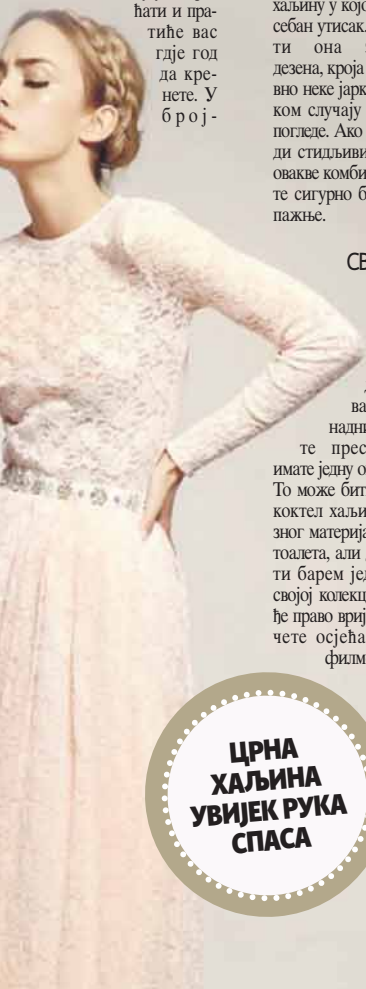 ћати и пра-
тиће вас
гдје год
да кре-
нете. У
број-
хаљину у којо
себан утисак.
ти она
дезена, кроја
вно неке јарк
ком случају
погледе. Ако
ди стидљиви
овакве комби
те сигурно б
пажње.
СВ
ва
надни
те прес
имате једну о
То може бит
коктел хаљи
зног материја
тоалета, али
ти барем јед
својој колекц
ће право вриј
чете осјећа
филм
ЦРНА
ХАЉИНА
УВИЈЕК РУКА
СПАСА